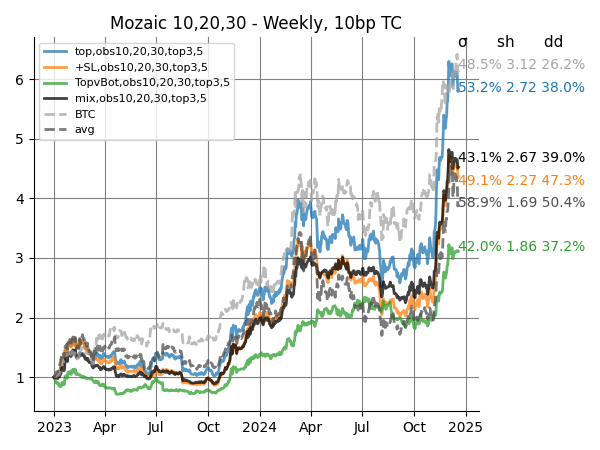 Mozaic 10,20,30 - Weekly, 10bp TC
σ sh dd
top,obs10,20,30,top3,5
+SL,obs10,20,30,top3,5
TopvBot,obs10,20,30,top3,5
mix,obs10,20,30,top3,5
BTC
avg
48.5% 3.12 26.2%
53.2% 2.72 38.0%
43.1% 2.67 39.0%
49.1% 2.27 47.3%
58.9% 1.69 50.4%
42.0% 1.86 37.2%
6
5
4
3
2
1
2023 Apr Jul Oct 2024 Apr Jul Oct 2025